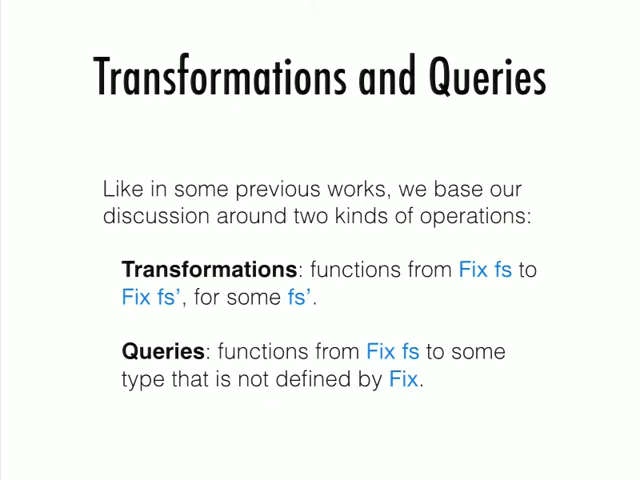 Transformations and Queries
Like in some previous works, we base our
discussion around two kinds of operations:
Transformations: functions from Fix fs to
Fix fs’, for some fs’.
Queries: functions from Fix fs to some
type that is not defined by Fix.